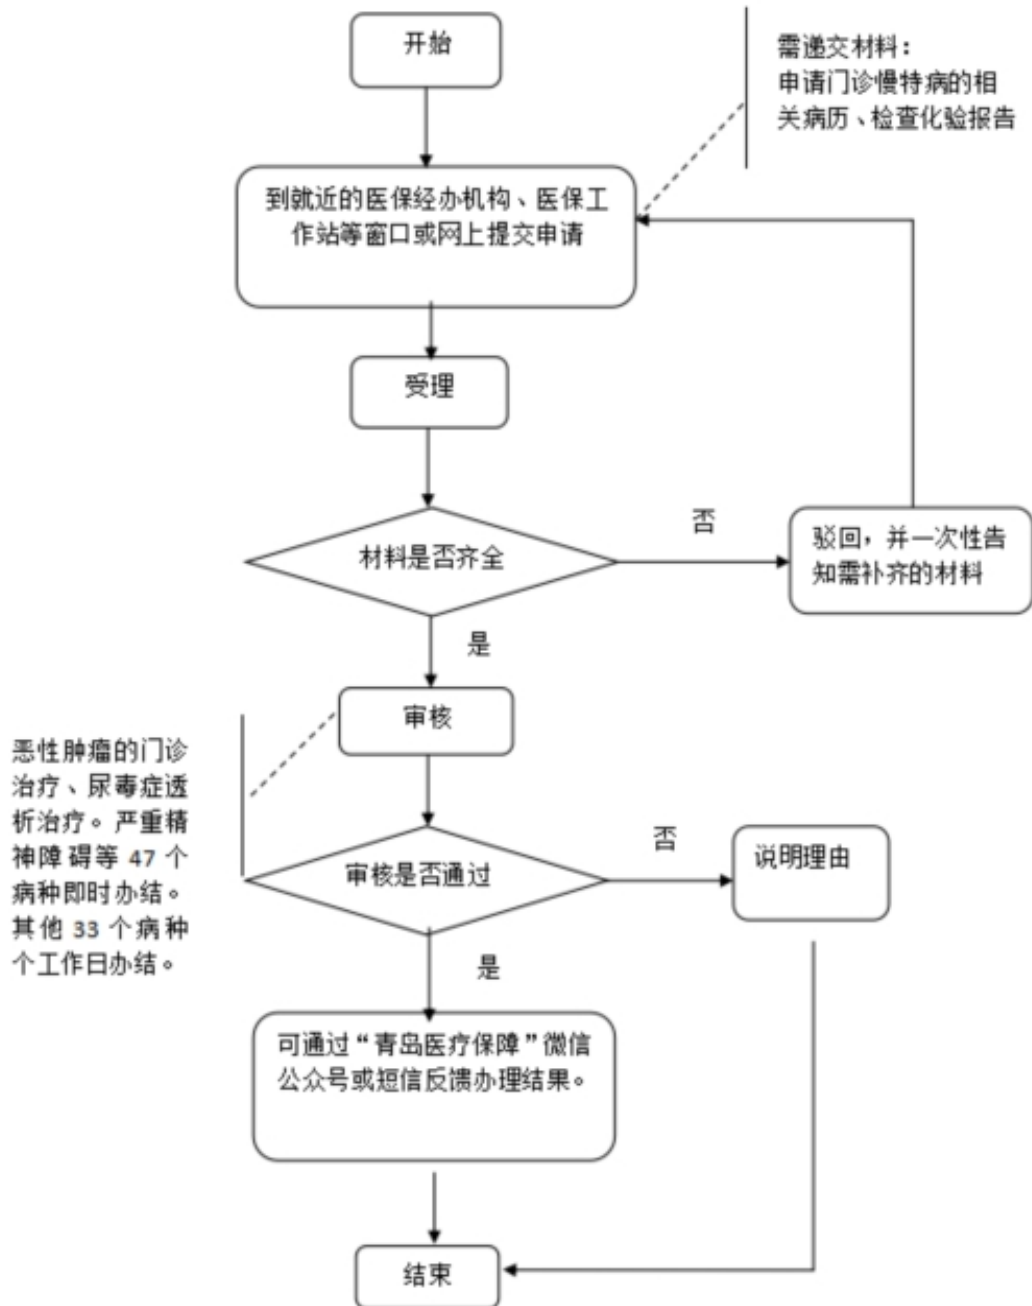 开始
需递交材料：
申请门诊慢特病的相
关病历、检查化验报告
到就近的医保经办机构、医保工
作站等窗口或网上提交申请
受理
材料是否齐全
否
驳回，并一次性告
知需补齐的材料
是
审核
恶性肿瘤的门诊
治疗、尿毒症透
析治疗。严重精
神障碍等 47 个
病种即时办结。
其他 33 个病种
个工作日办结。
审核是否通过
否
说明理由
是
可通过“青岛医疗保障”微信
公众号或短信反馈办理结果。
结束